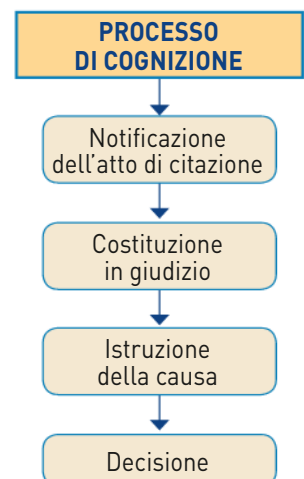 PROCESSO
DI COGNIZIONE
Notificazione
dell'atto di citazione
Costituzione
in giudizio
Istruzione
della causa
Decisione